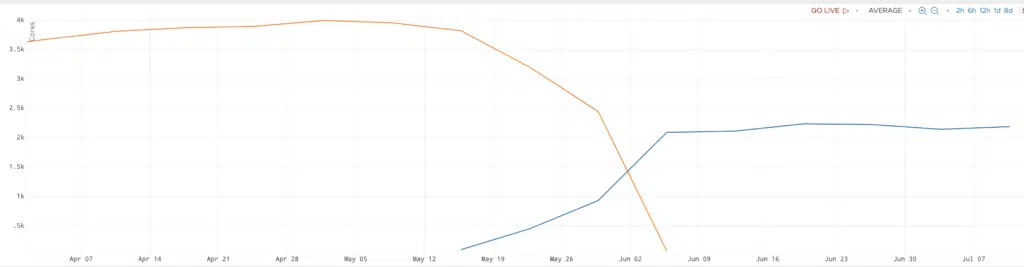 GO LIVE ▷ • AVERAGE • • 2h 6h 12h 1d 8d
Cores
4k
3.5k
3k
2.5k
2k
1.5k
1k
.5k
Apr 07 Apr 14 Apr 21 Apr 28 May 05 May 12 May 19 May 26 Jun 02 Jun 09 Jun 16 Jun 23 Jun 30 Jul 07